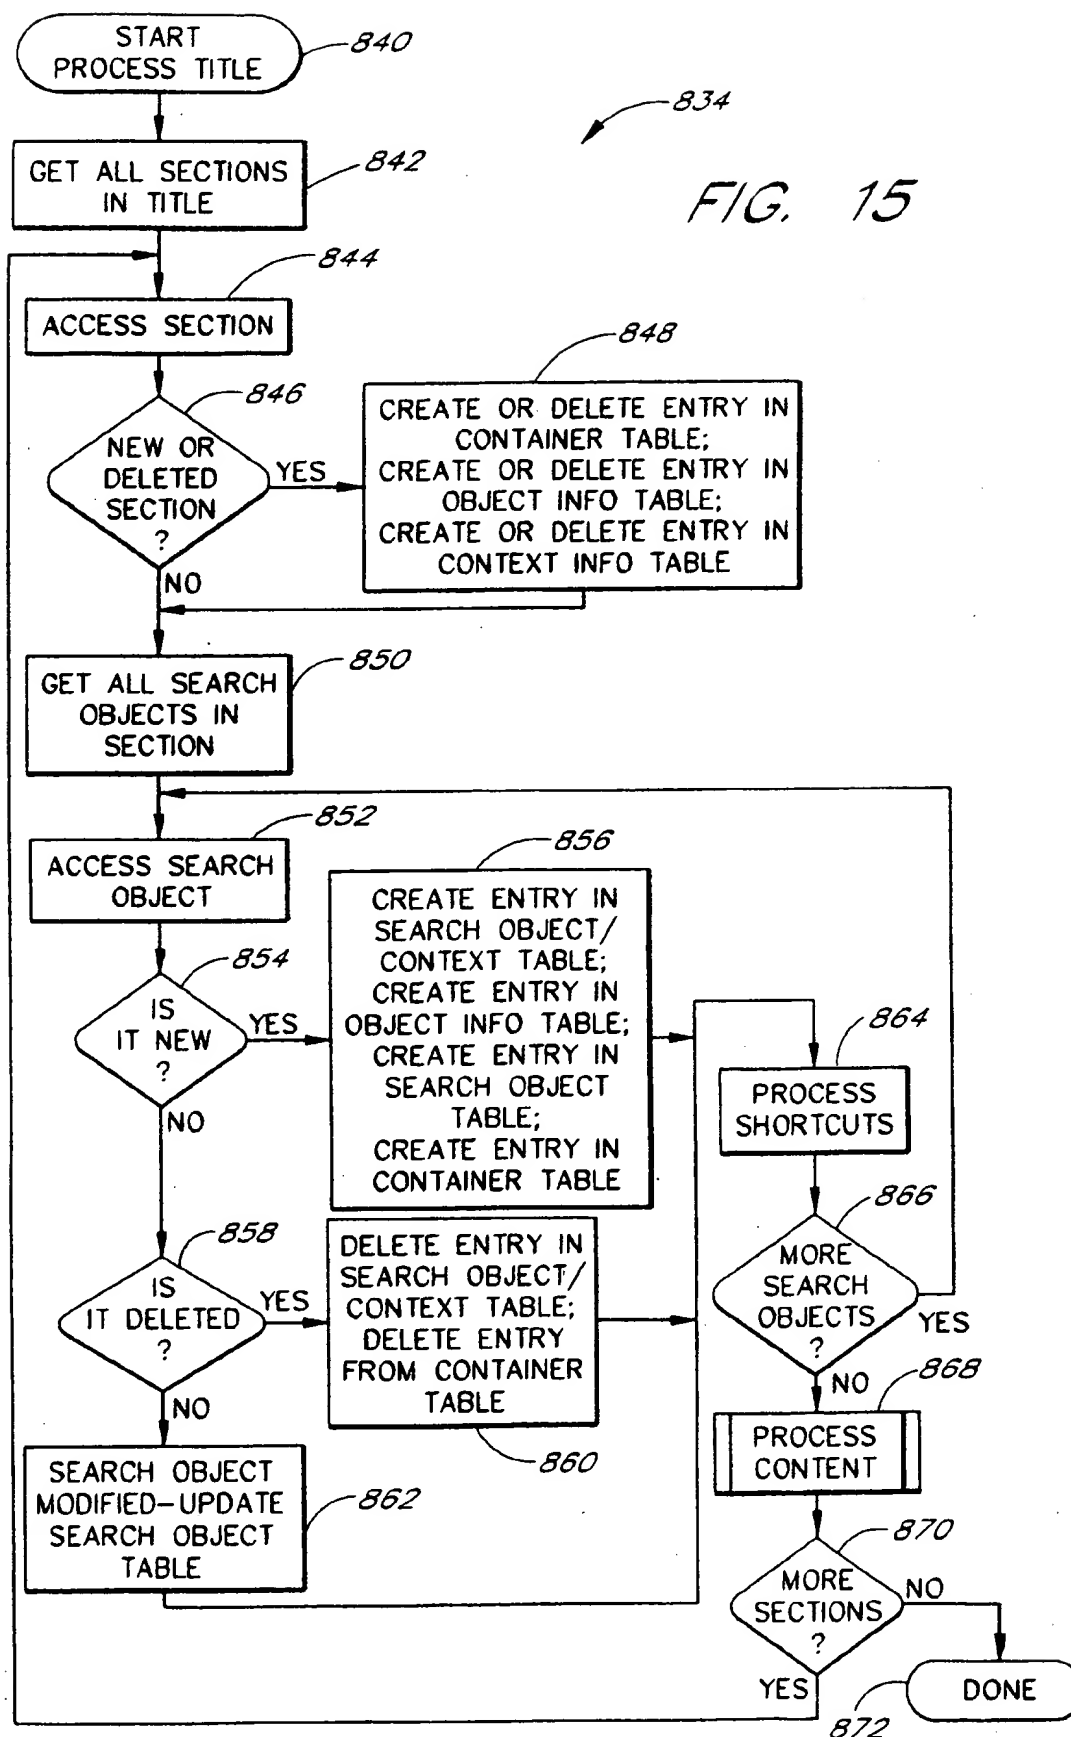 START
PROCESS TITLE
840
834
GET ALL SECTIONS
IN TITLE
842
FIG. 15
844
ACCESS SECTION
846
NEW OR
DELETED
SECTION
?
YES
NO
848
CREATE OR DELETE ENTRY IN
CONTAINER TABLE;
CREATE OR DELETE ENTRY IN
OBJECT INFO TABLE;
CREATE OR DELETE ENTRY IN
CONTEXT INFO TABLE
850
GET ALL SEARCH
OBJECTS IN
SECTION
852
ACCESS SEARCH
OBJECT
854
IS
IT NEW
?
YES
NO
856
CREATE ENTRY IN
SEARCH OBJECT/
CONTEXT TABLE;
CREATE ENTRY IN
OBJECT INFO TABLE;
CREATE ENTRY IN
SEARCH OBJECT
TABLE;
CREATE ENTRY IN
CONTAINER TABLE
858
IS
IT DELETED
?
YES
NO
DELETE ENTRY IN
SEARCH OBJECT/
CONTEXT TABLE;
DELETE ENTRY
FROM CONTAINER
TABLE
860
SEARCH OBJECT
MODIFIED-UPDATE
SEARCH OBJECT
TABLE
862
864
PROCESS
SHORTCUTS
866
MORE
SEARCH
OBJECTS
?
YES
NO
868
PROCESS
CONTENT
870
MORE
SECTIONS
?
NO
YES
DONE
872